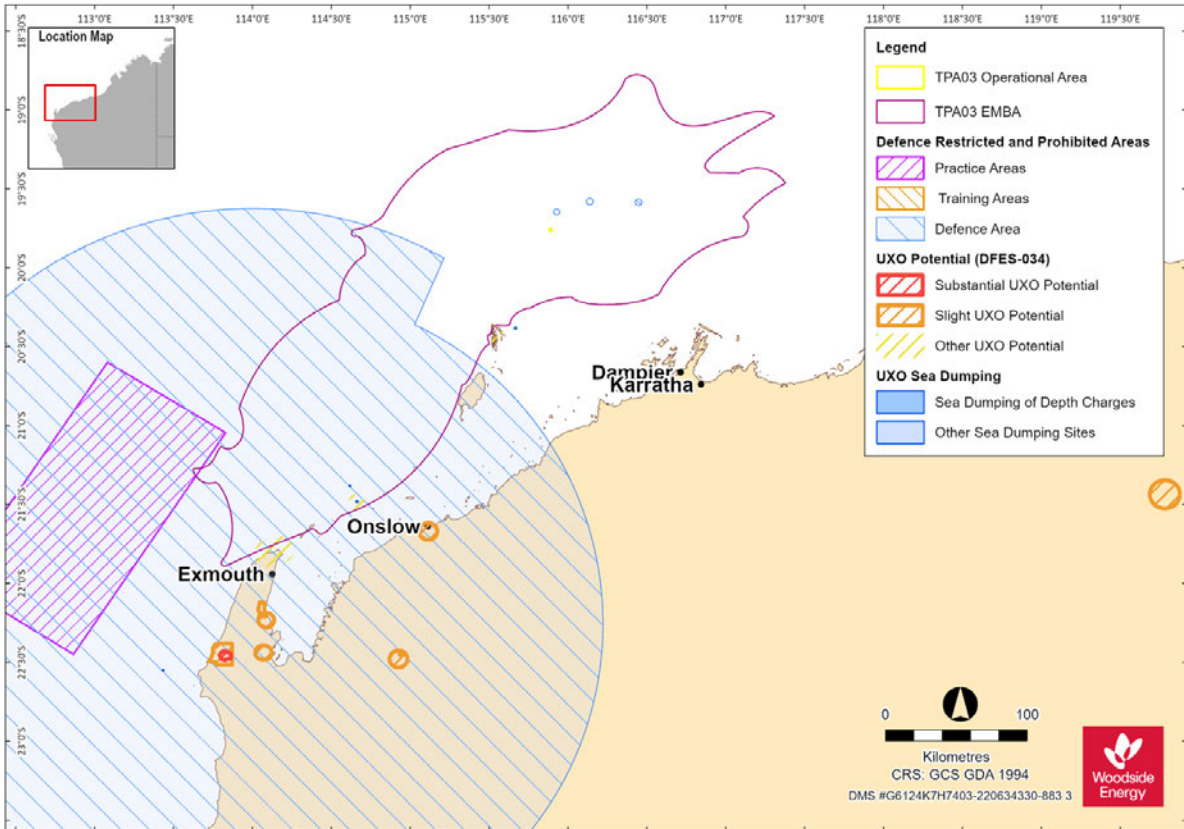 113°0'E 113°30'E 114°0'E 114°30'E 115°0'E 115°30'E 116°0'E 116°30'E 117°0'E 117°30'E 118°0'E 118°30'E 119°0'E 119°30'E
18°30'S
19°0'S
19°30'S
20°0'S
20°30'S
21°0'S
21°30'S
22°0'S
22°30'S
23°0'S
Location Map
Legend
TPA03 Operational Area
TPA03 EMBA
Defence Restricted and Prohibited Areas
Practice Areas
Training Areas
Defence Area
UXO Potential (DFES-034)
Substantial UXO Potential
Slight UXO Potential
Other UXO Potential
UXO Sea Dumping
Sea Dumping of Depth Charges
Other Sea Dumping Sites
Dampier
Karratha
Onslow
Exmouth
0 100
Kilometres
CRS: GCS GDA 1994
DMS #G6124K7H7403-220634330-883 3
Woodside
Energy